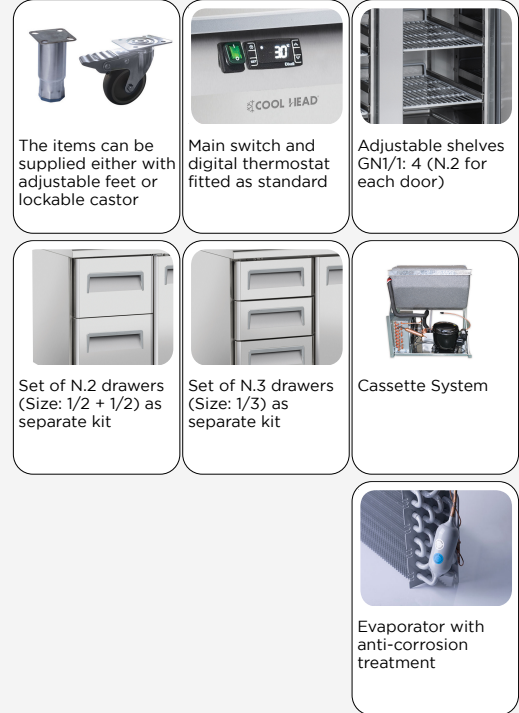 COOL HEAD
The items can be
supplied either with
adjustable feet or
lockable castor
Main switch and
digital thermostat
fitted as standard
Adjustable shelves
GN1/1: 4 (N.2 for
each door)
Set of N.2 drawers
(Size: 1/2 + 1/2) as
separate kit
Set of N.3 drawers
(Size: 1/3) as
separate kit
Cassette System
Evaporator with
anti-corrosion
treatment